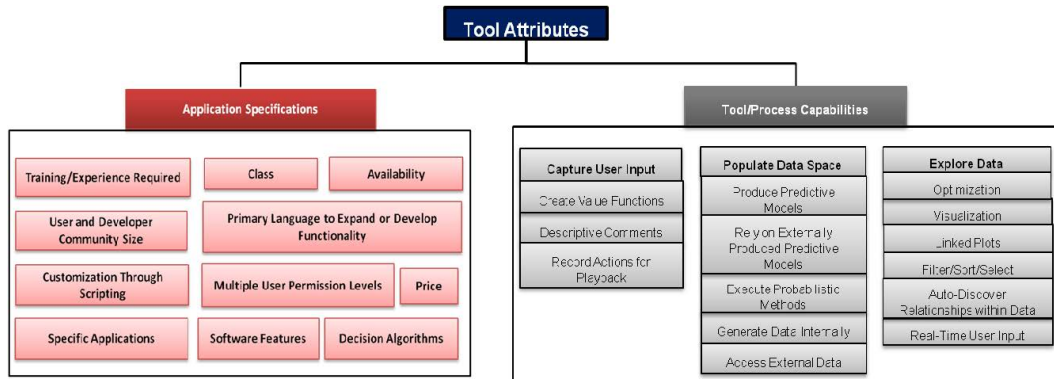 Tool Attributes
Application Specifications
Training/Experience Required
Class
Availability
User and Developer
Community Size
Primary Language to Expand or Develop
Functionality
Customization Through
Scripting
Multiple User Permission Levels
Price
Specific Applications
Software Features
Decision Algorithms
Tool/Process Capabilities
Capture User Input
Create Value Functions
Descriptive Comments
Record Actions for
Playback
Populate Data Space
Produce Predictive
Models
Rely on Externally
Produced Predictive
Models
Execute Probabilistic
Methods
Generate Data Internally
Access External Data
Explore Data
Optimization
Visualization
Linked Plots
Filter/Sort/Select
Auto-Discover
Relationships within Data
Real-Time User Input